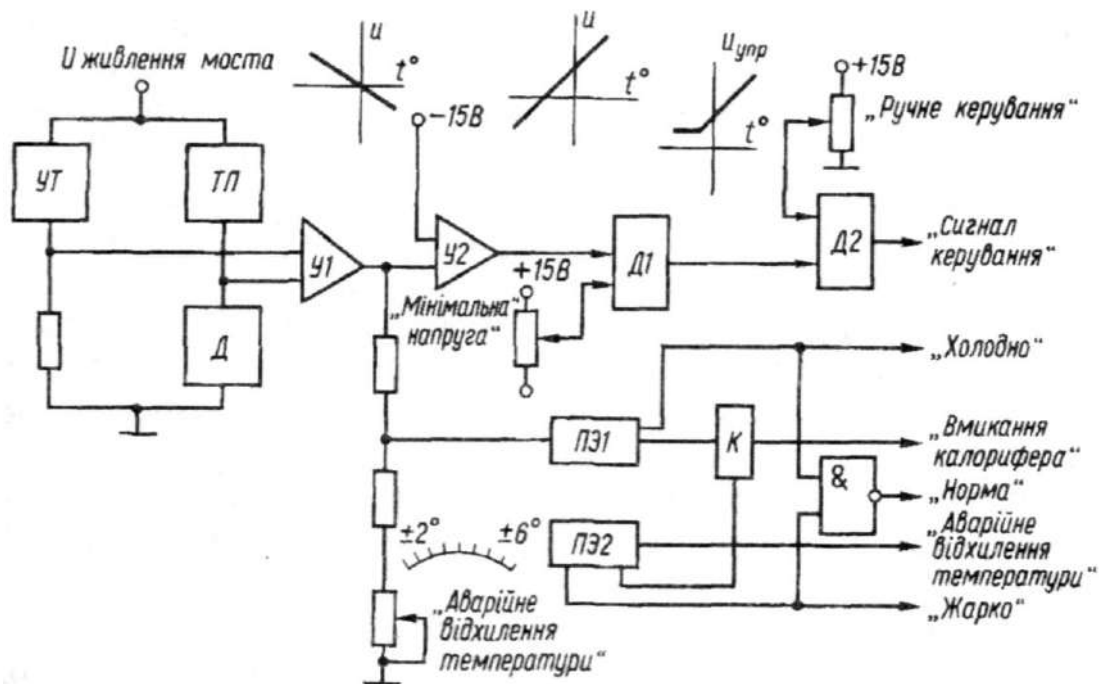 U живлення моста
u
t°
u
t°
Uупр
t°
-15В
+15В
„Ручне керування“
УТ
ТП
У1
У2
Д1
Д2
„Сигнал
керування“
+15В
„Мінімальна
напруга“
Д
„Холодно“
ПЭ1
К
„Вмикання
калорифера“
&
„Норма“
±2°
±6°
ПЭ2
„Аварійне
відхилення
температури“
„Жарко“
„Аварійне
відхилення
температури“